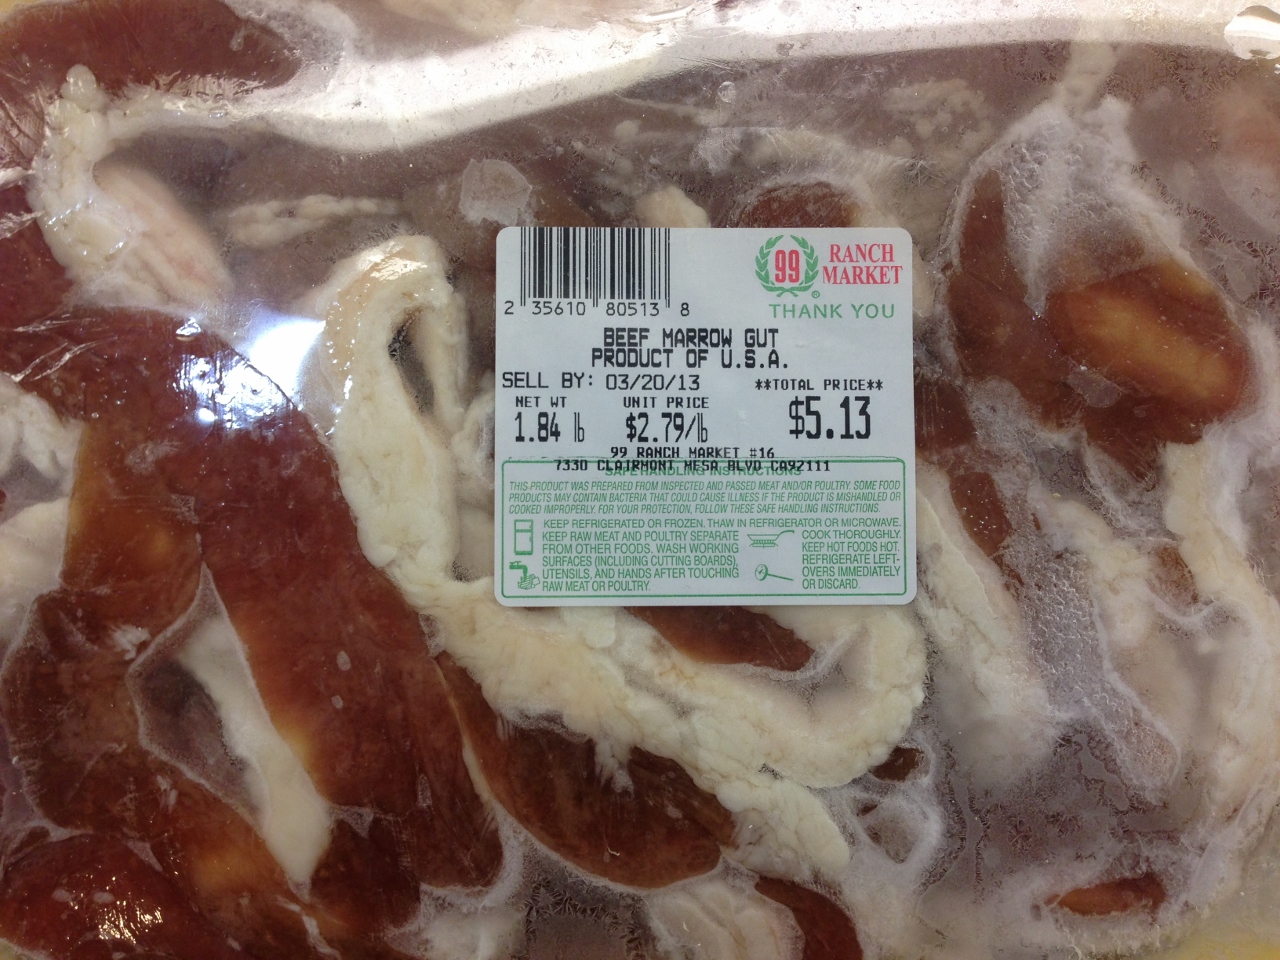 99 RANCH
MARKET
®
THANK YOU
2 35610 80513 8
BEEF MARROW GUT
PRODUCT OF U.S.A.
SELL BY: 03/20/13 **TOTAL PRICE**
NET WT UNIT PRICE
1.84 lb $2.79/lb $5.13
99 RANCH MARKET #16
7330 CLAIRMONT MESA BLVD CA92111
SAFE HANDLING INSTRUCTIONS
THIS PRODUCT WAS PREPARED FROM INSPECTED AND PASSED MEAT AND/OR POULTRY. SOME FOOD
PRODUCTS MAY CONTAIN BACTERIA THAT COULD CAUSE ILLNESS IF THE PRODUCT IS MISHANDLED OR
COOKED IMPROPERLY. FOR YOUR PROTECTION, FOLLOW THESE SAFE HANDLING INSTRUCTIONS.
KEEP REFRIGERATED OR FROZEN. THAW IN REFRIGERATOR OR MICROWAVE.
KEEP RAW MEAT AND POULTRY SEPARATE
FROM OTHER FOODS. WASH WORKING
SURFACES (INCLUDING CUTTING BOARDS),
UTENSILS, AND HANDS AFTER TOUCHING
RAW MEAT OR POULTRY.
COOK THOROUGHLY.
KEEP HOT FOODS HOT.
REFRIGERATE LEFT-
OVERS IMMEDIATELY
OR DISCARD.